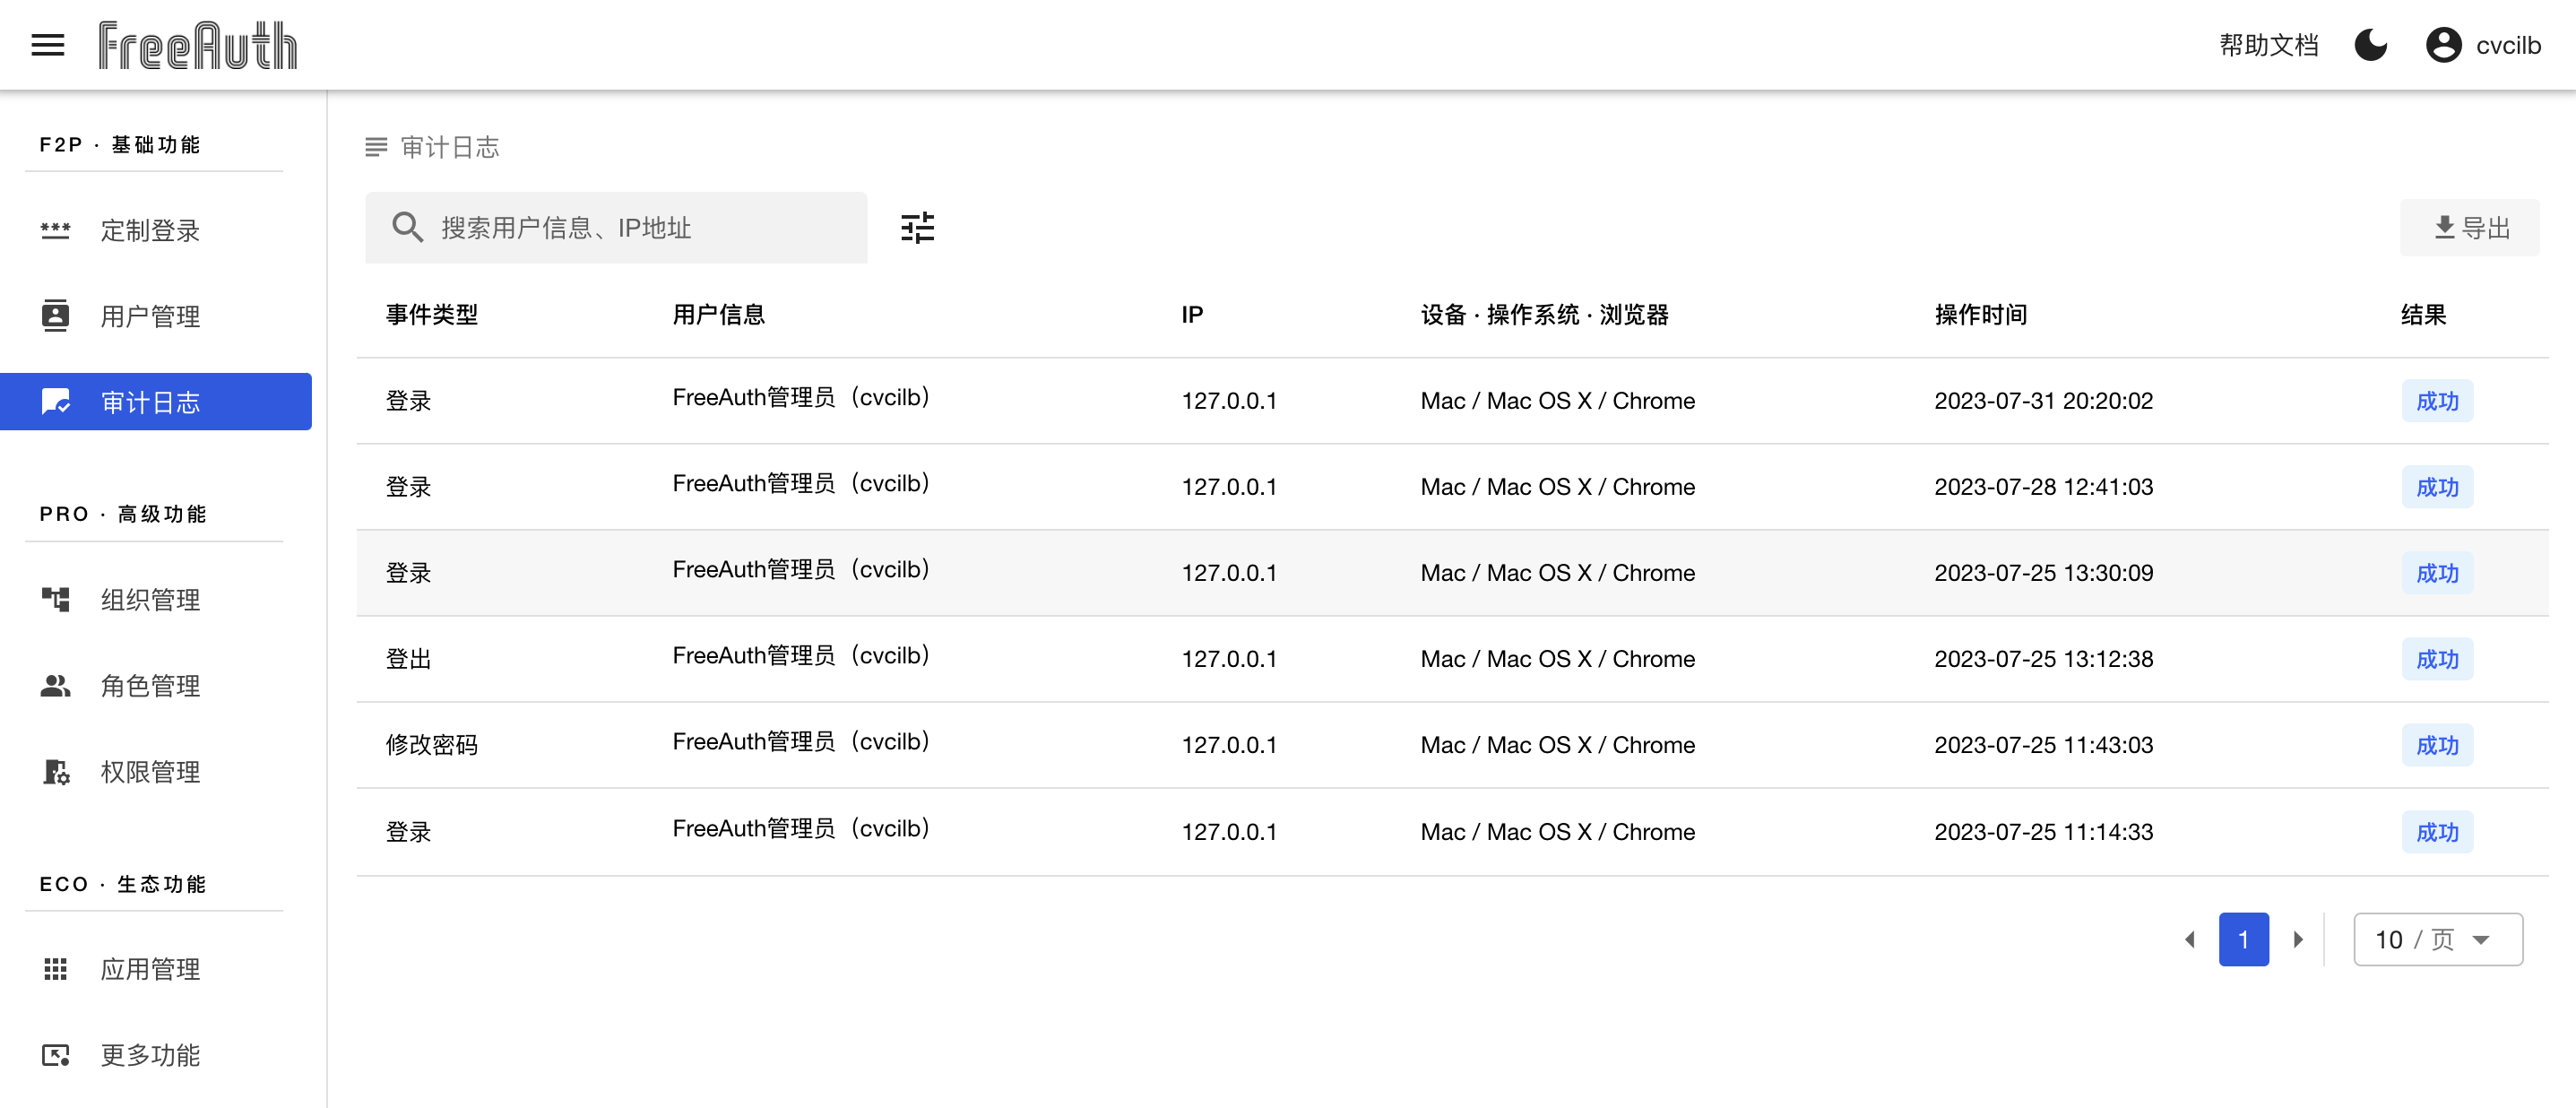 FreeAuth
帮助文档
cvcilb
F2P · 基础功能
定制登录
用户管理
审计日志
PRO · 高级功能
组织管理
角色管理
权限管理
ECO · 生态功能
应用管理
更多功能
审计日志
搜索用户信息、IP地址
导出
事件类型 用户信息 IP 设备 · 操作系统 · 浏览器 操作时间 结果
登录 FreeAuth管理员（cvcilb） 127.0.0.1 Mac / Mac OS X / Chrome 2023-07-31 20:20:02 成功
登录 FreeAuth管理员（cvcilb） 127.0.0.1 Mac / Mac OS X / Chrome 2023-07-28 12:41:03 成功
登录 FreeAuth管理员（cvcilb） 127.0.0.1 Mac / Mac OS X / Chrome 2023-07-25 13:30:09 成功
登出 FreeAuth管理员（cvcilb） 127.0.0.1 Mac / Mac OS X / Chrome 2023-07-25 13:12:38 成功
修改密码 FreeAuth管理员（cvcilb） 127.0.0.1 Mac / Mac OS X / Chrome 2023-07-25 11:43:03 成功
登录 FreeAuth管理员（cvcilb） 127.0.0.1 Mac / Mac OS X / Chrome 2023-07-25 11:14:33 成功
1
10 / 页